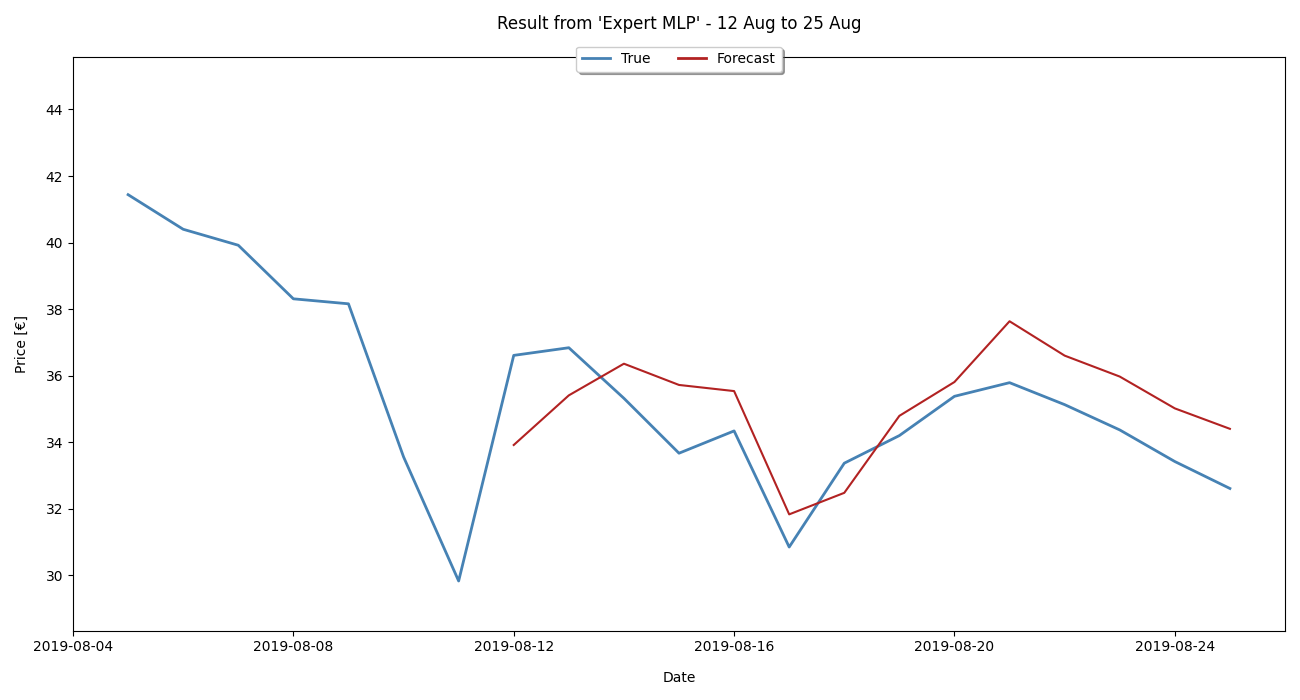 Result from 'Expert MLP' - 12 Aug to 25 Aug
True Forecast
44
42
40
38
36
34
32
30
Price [€]
2019-08-04 2019-08-08 2019-08-12 2019-08-16 2019-08-20 2019-08-24
Date